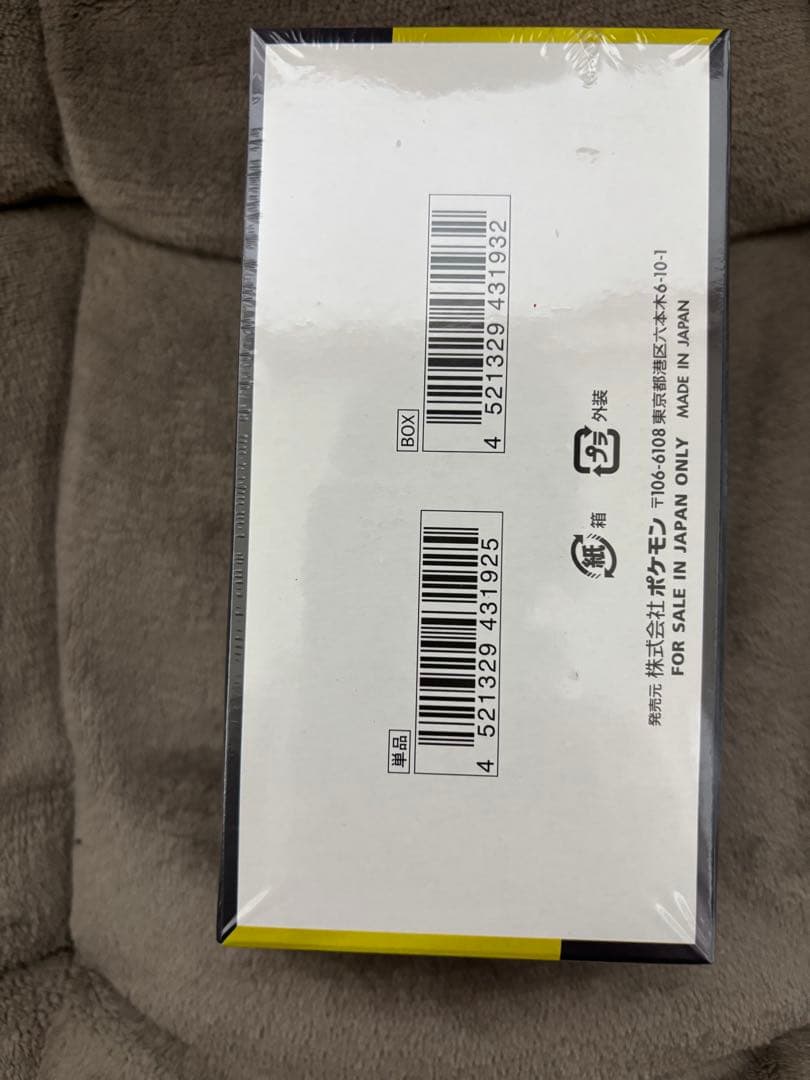 単品
4 521329 431925
BOX
4 521329 431932
紙 箱
プラ 外装
発売元 株式会社 ポケモン 〒106-6108 東京都港区六本木6-10-1
FOR SALE IN JAPAN ONLY MADE IN JAPAN